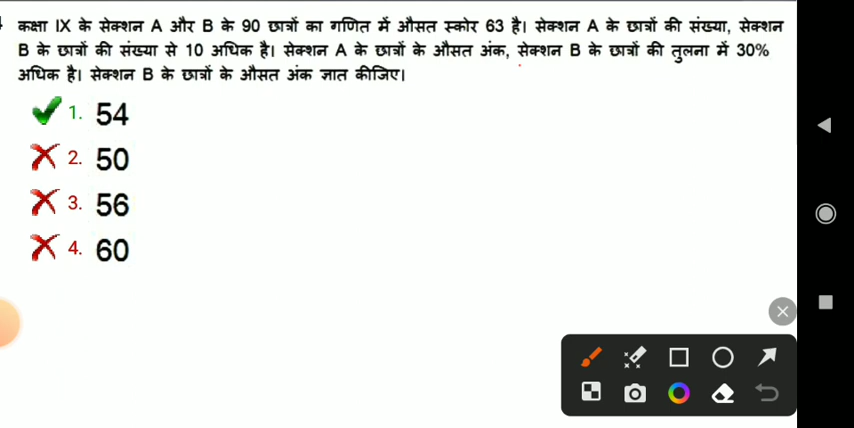 कक्षा IX के सेक्शन A और B के 90 छात्रों का गणित में औसत स्कोर 63 है। सेक्शन A के छात्रों की संख्या, सेक्शन
B के छात्रों की संख्या से 10 अधिक है। सेक्शन A के छात्रों के औसत अंक, सेक्शन B के छात्रों की तुलना में 30%
अधिक है। सेक्शन B के छात्रों के औसत अंक ज्ञात कीजिए।
1. 54
2. 50
3. 56
4. 60